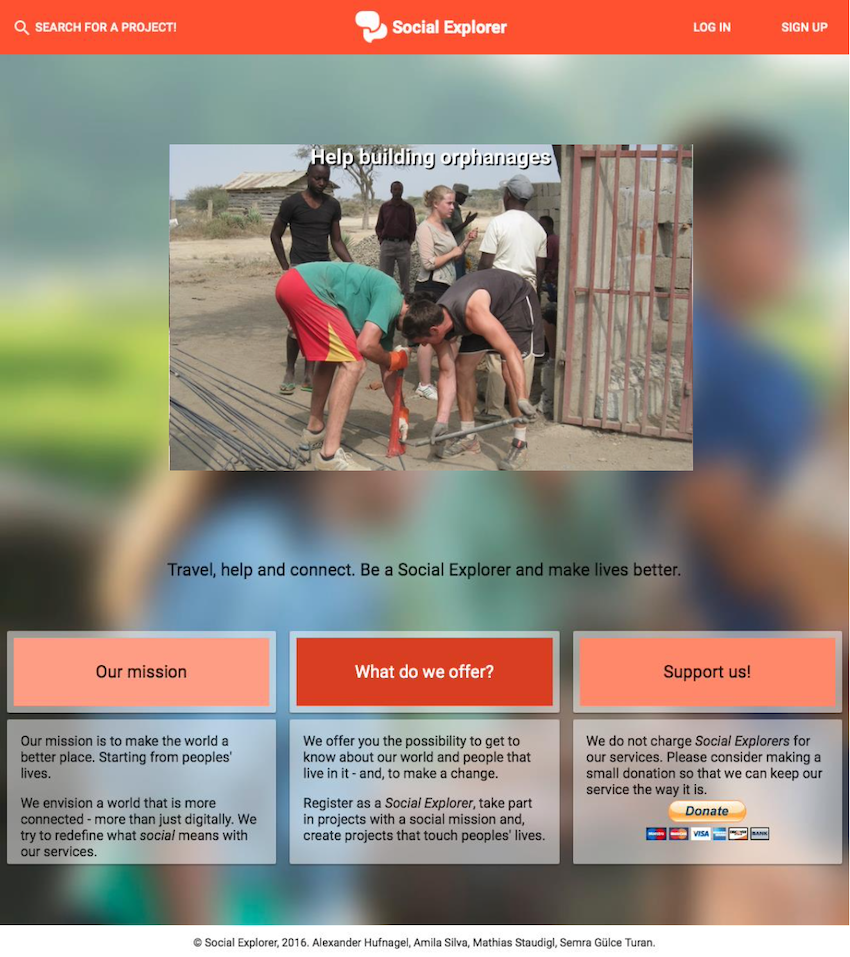 SEARCH FOR A PROJECT!
Social Explorer
LOG IN
SIGN UP
Help building orphanages
Travel, help and connect. Be a Social Explorer and make lives better.
Our mission
Our mission is to make the world a
better place. Starting from peoples'
lives.
We envision a world that is more
connected - more than just digitally. We
try to redefine what social means with
our services.
What do we offer?
We offer you the possibility to get to
know about our world and people that
live in it - and, to make a change.
Register as a Social Explorer, take part
in projects with a social mission and,
create projects that touch peoples' lives.
Support us!
We do not charge Social Explorers for
our services. Please consider making a
small donation so that we can keep our
service the way it is.
Donate
VISA
BANK
© Social Explorer, 2016. Alexander Hufnagel, Amila Silva, Mathias Staudigl, Semra Gülce Turan.